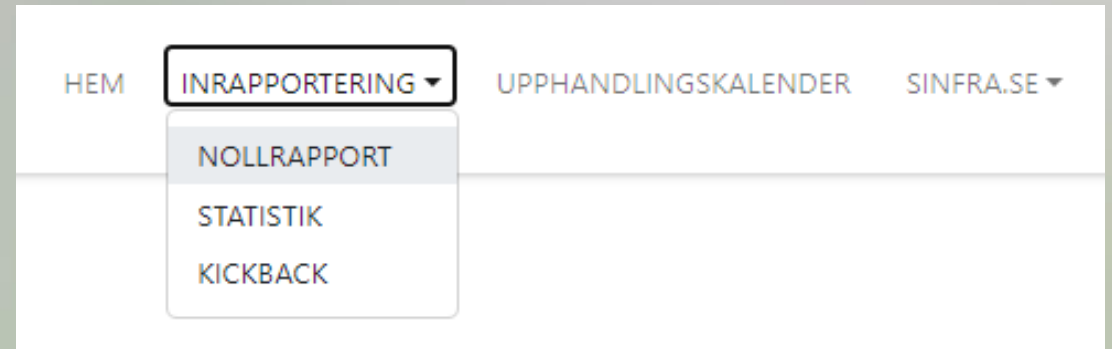 HEM INRAPPORTERING UPPHANDLINGSKALENDER SINFRA.SE
NOLLRAPPORT
STATISTIK
KICKBACK